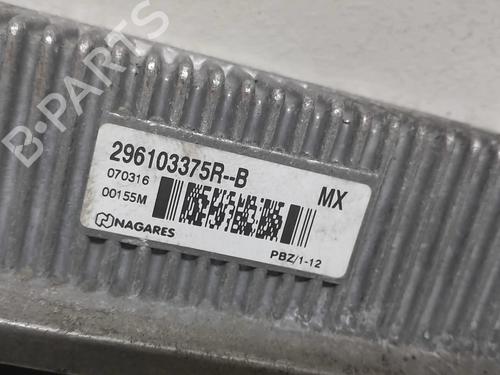 B-PARTS
296103375R--B
MX
070316
00155M
NAGARES
PBZ/1-12